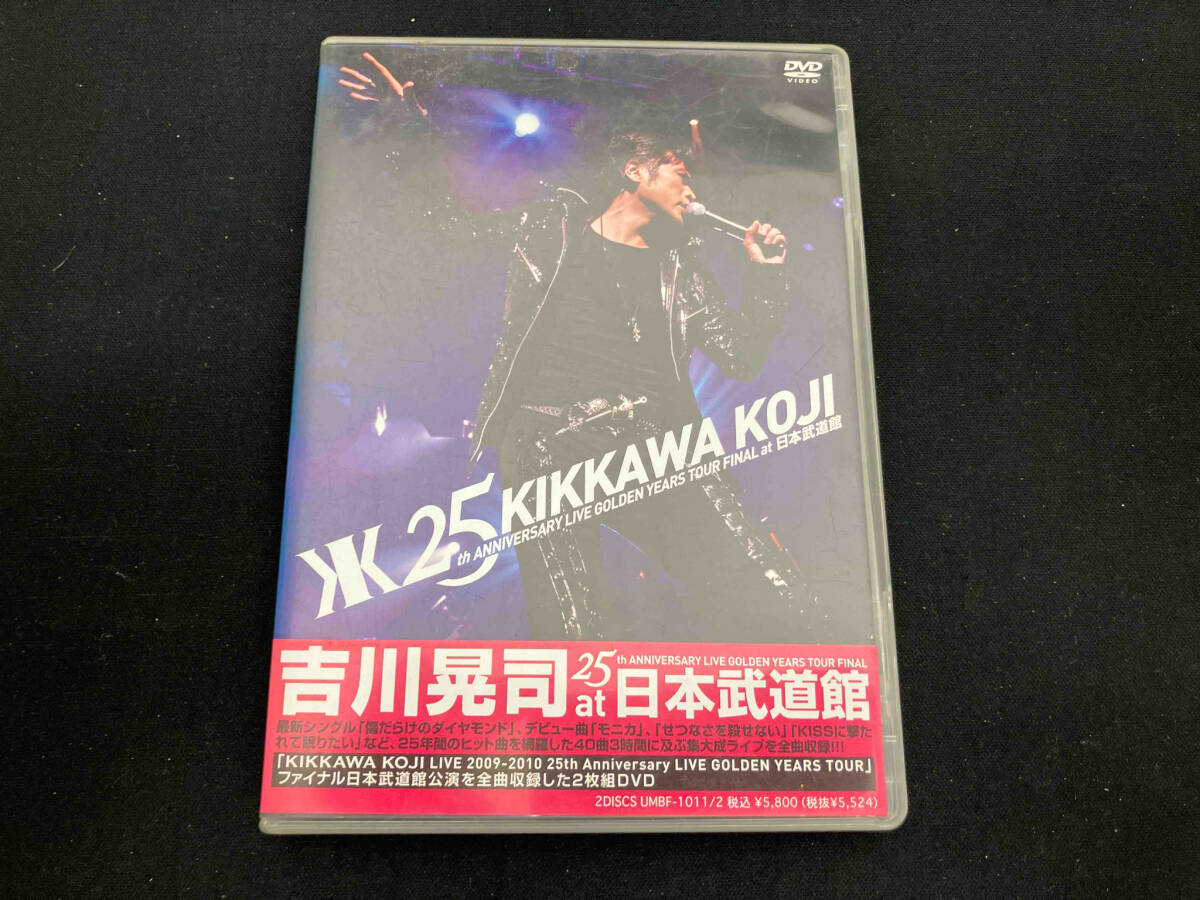 DVD
VIDEO
KIKKAWA KOJI
KK 25th ANNIVERSARY LIVE GOLDEN YEARS TOUR FINAL at 日本武道館
吉川晃司 25th ANNIVERSARY LIVE GOLDEN YEARS TOUR FINAL
at 日本武道館
最新シングル「傷だらけのダイヤモンド」、デビュー曲「モニカ」、「せつなさを殺せない」「KISSに撃た
れて眠りたい」など、25年間のヒット曲を網羅した40曲3時間に及ぶ集大成ライブを全曲収録!!!
「KIKKAWA KOJI LIVE 2009-2010 25th Anniversary LIVE GOLDEN YEARS TOUR」
ファイナル日本武道館公演を全曲収録した2枚組DVD
2DISCS UMBF-1011/2 税込 ¥5,800 (税抜¥5,524)